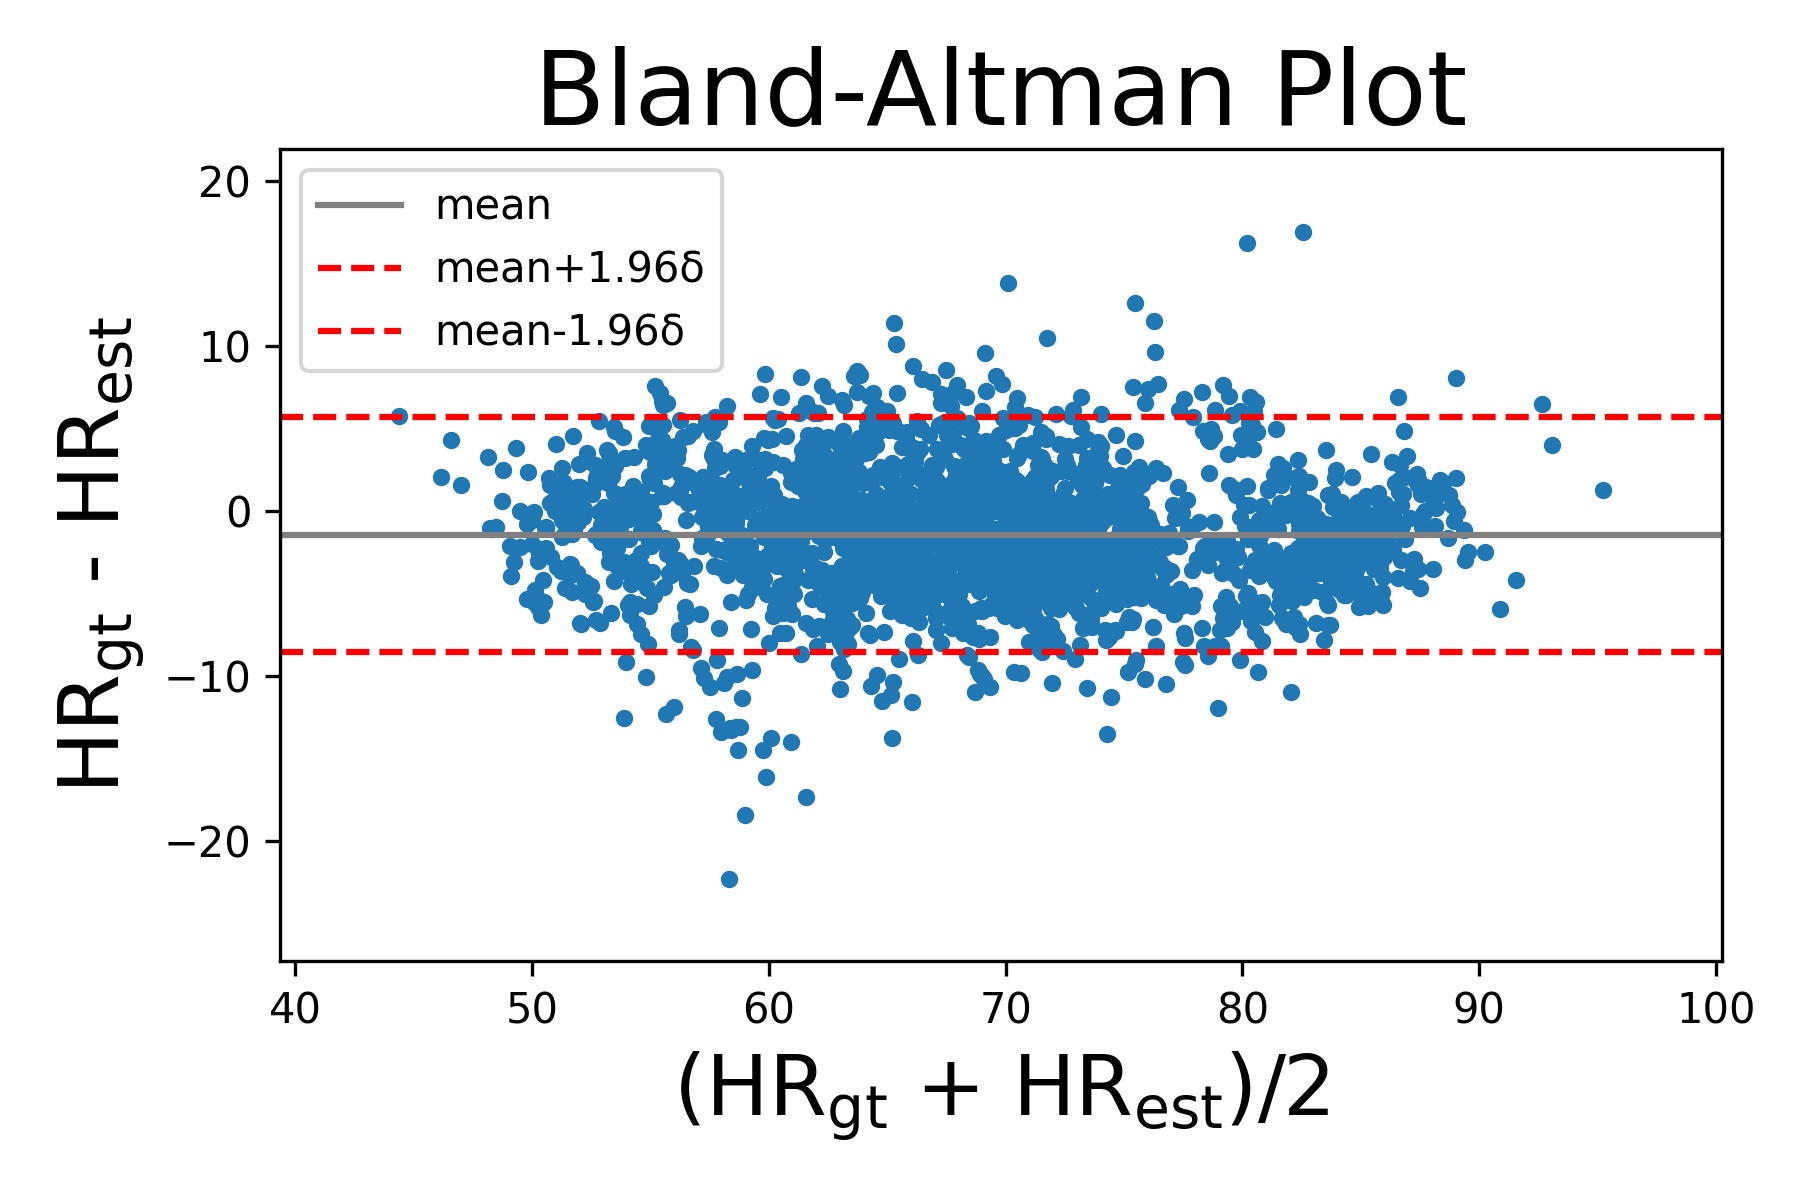 Bland-Altman Plot
mean
mean+1.96δ
mean-1.96δ
20
10
0
−10
−20
HRgt - HRest
40 50 60 70 80 90 100
(HRgt + HRest)/2